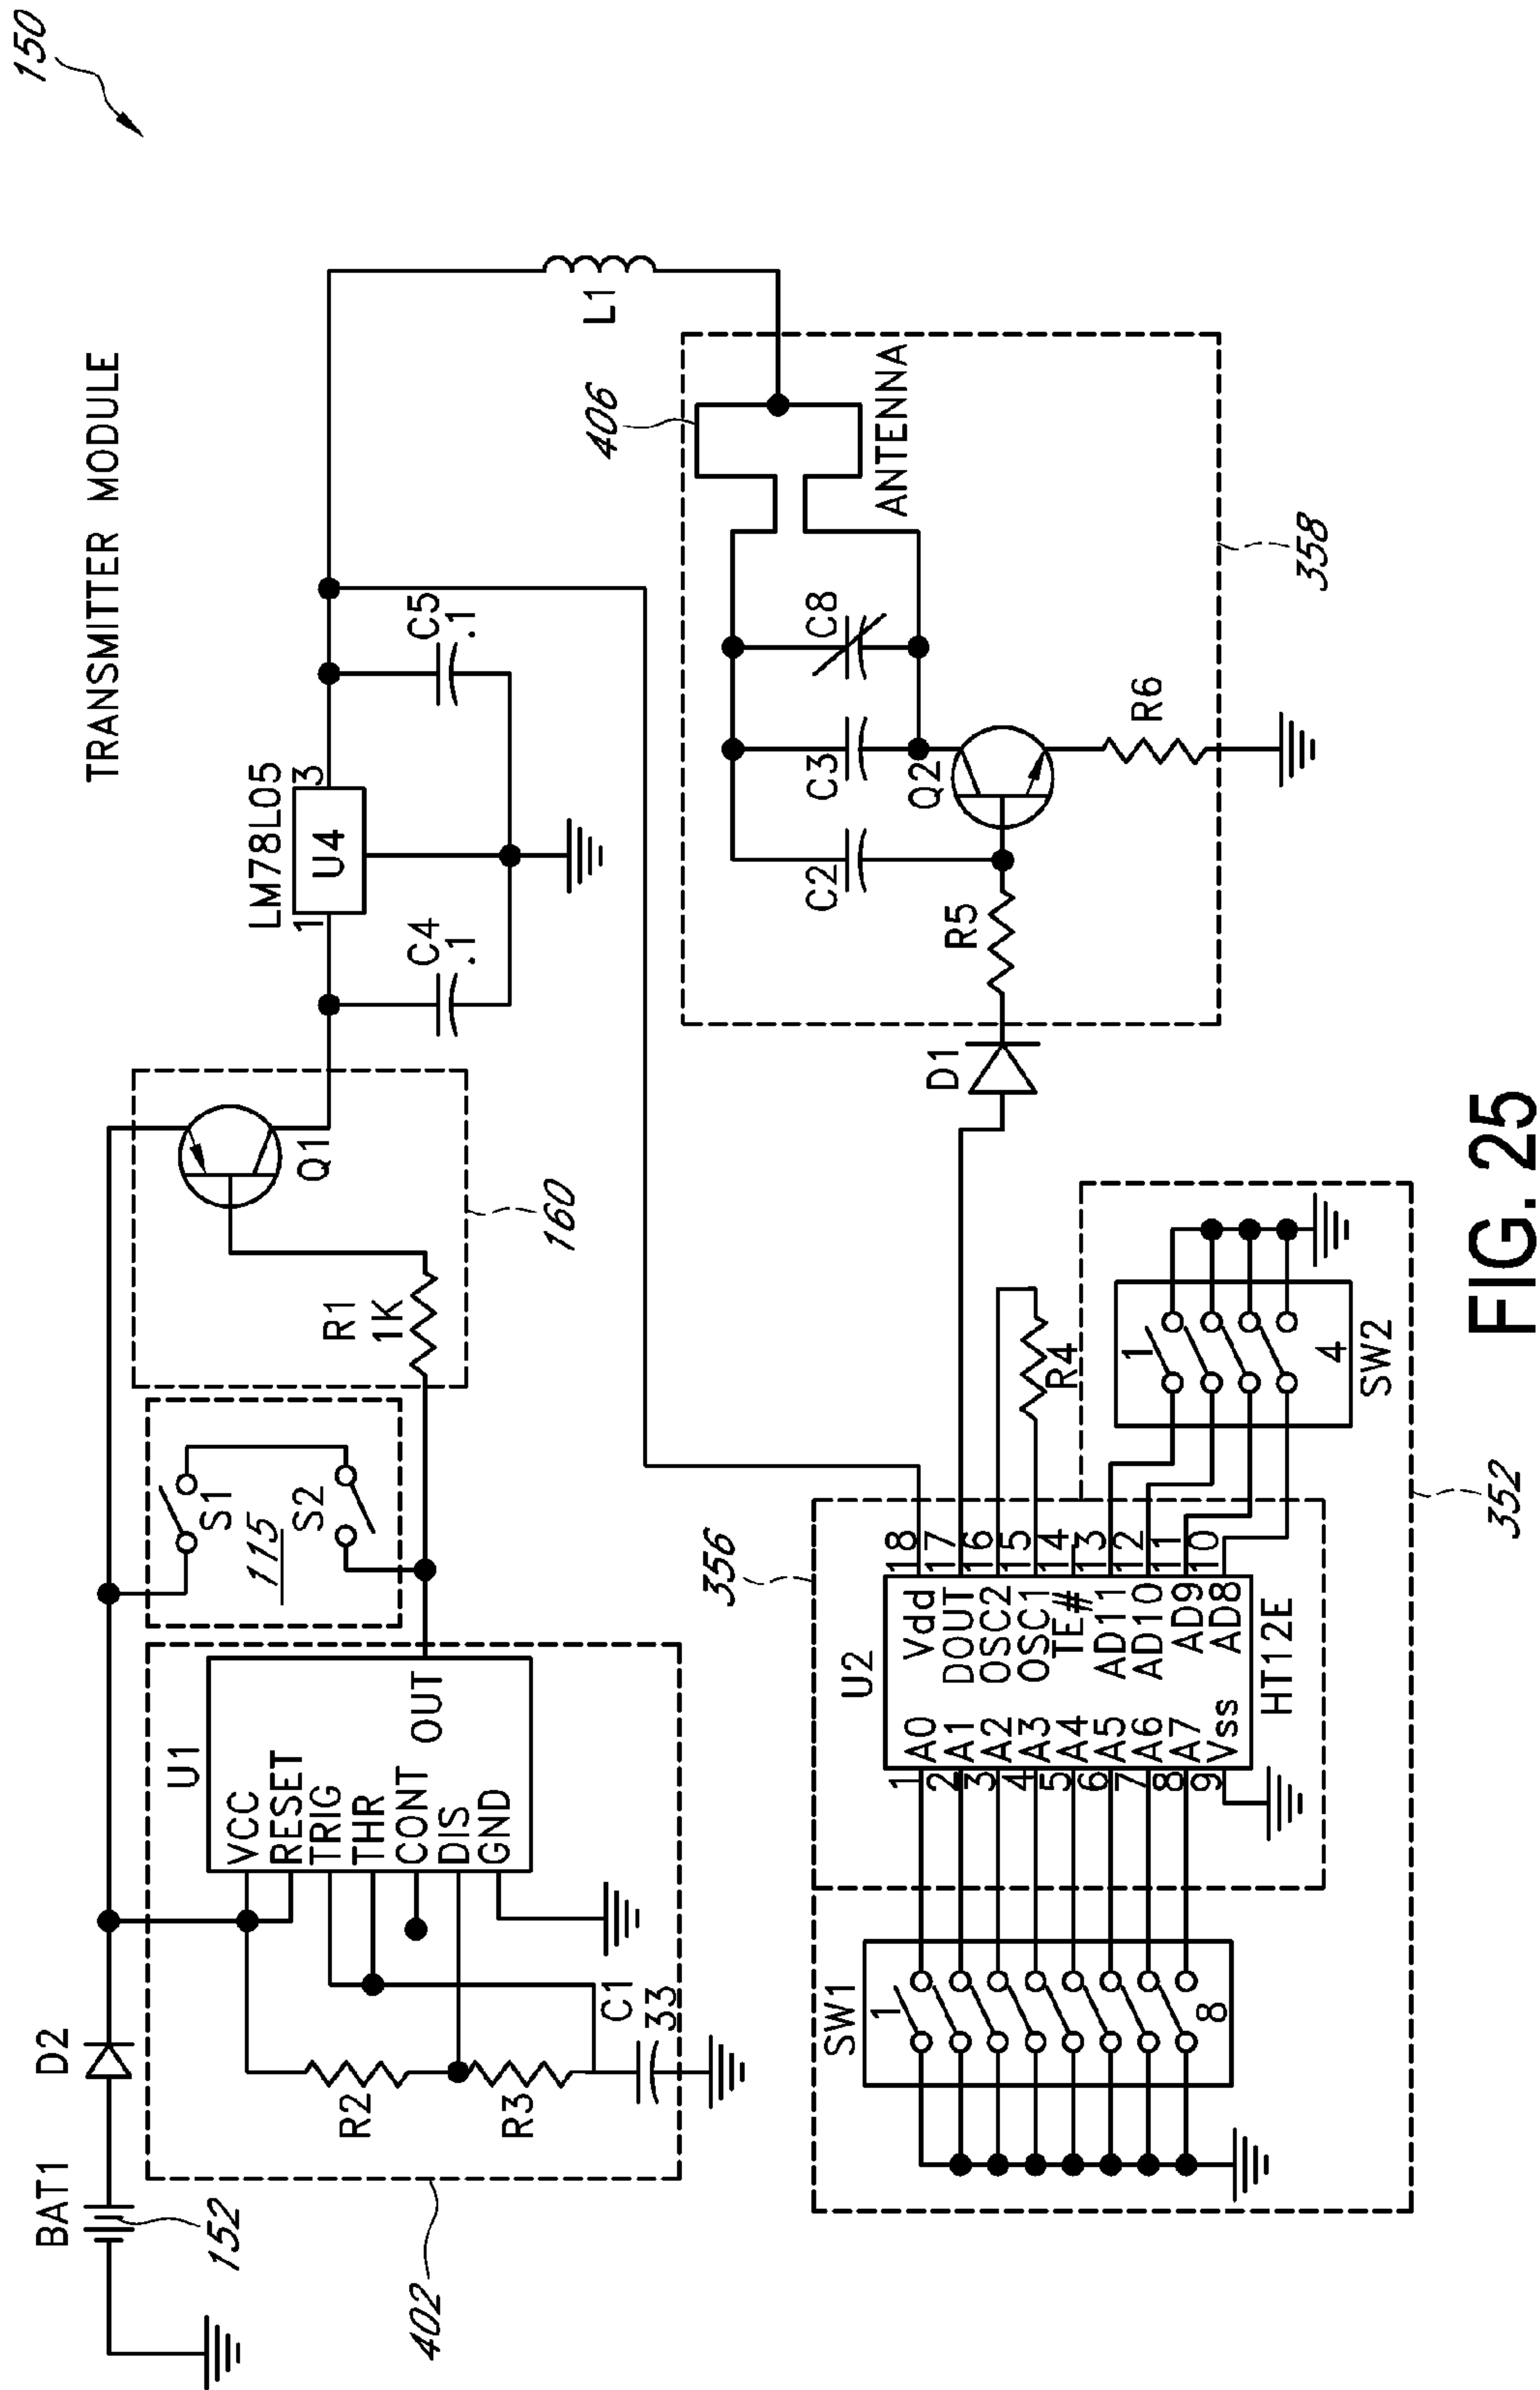 150
TRANSMITTER MODULE
BAT1
D2
152
402
U1
VCC
RESET
TRIG
THR
CONT
DIS
GND
OUT
R2
R3
C1
33
S1
S2
115
R1
1K
Q1
160
LM78L05
1
U4
3
C4
.1
C5
.1
L1
406
ANTENNA
C2
C3
C8
Q2
R5
R6
D1
358
356
U2
1 A0
2 A1
3 A2
4 A3
5 A4
6 A5
7 A6
8 A7
9 Vss
Vdd 18
DOUT 17
OSC2 16
OSC1 15
TE# 14
AD11 13
AD10 12
AD9 11
AD8 10
HT12E
R4
SW1
1
8
SW2
1
4
352
FIG. 25